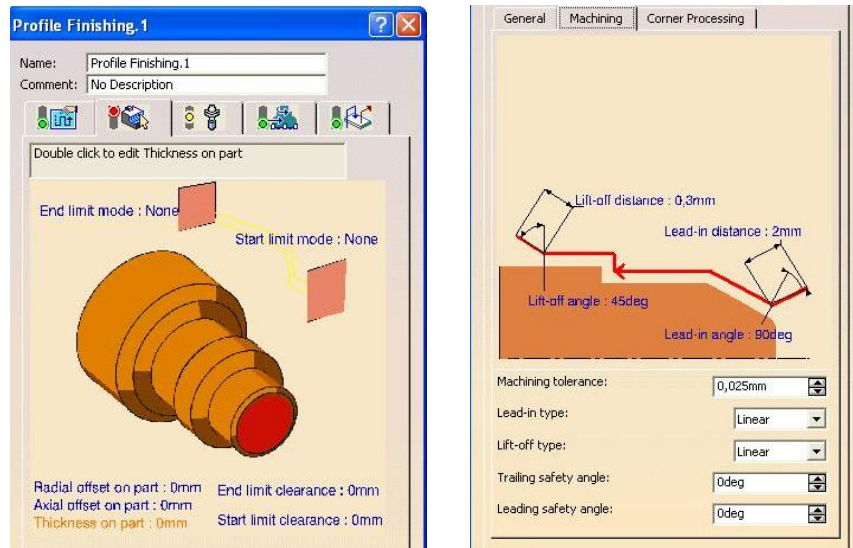 Profile Finishing.1
Name: Profile Finishing.1
Comment: No Description
Double click to edit Thickness on part
End limit mode : None
Start limit mode : None
Radial offset on part : 0mm
End limit clearance : 0mm
Axial offset on part : 0mm
Thickness on part : 0mm
Start limit clearance : 0mm
General Machining Corner Processing
Lift-off distance : 0,3mm
Lead-in distance : 2mm
Lift-off angle : 45deg
Lead-in angle : 90deg
Machining tolerance: 0,025mm
Lead-in type: Linear
Lift-off type: Linear
Trailing safety angle: 0deg
Leading safety angle: 0deg